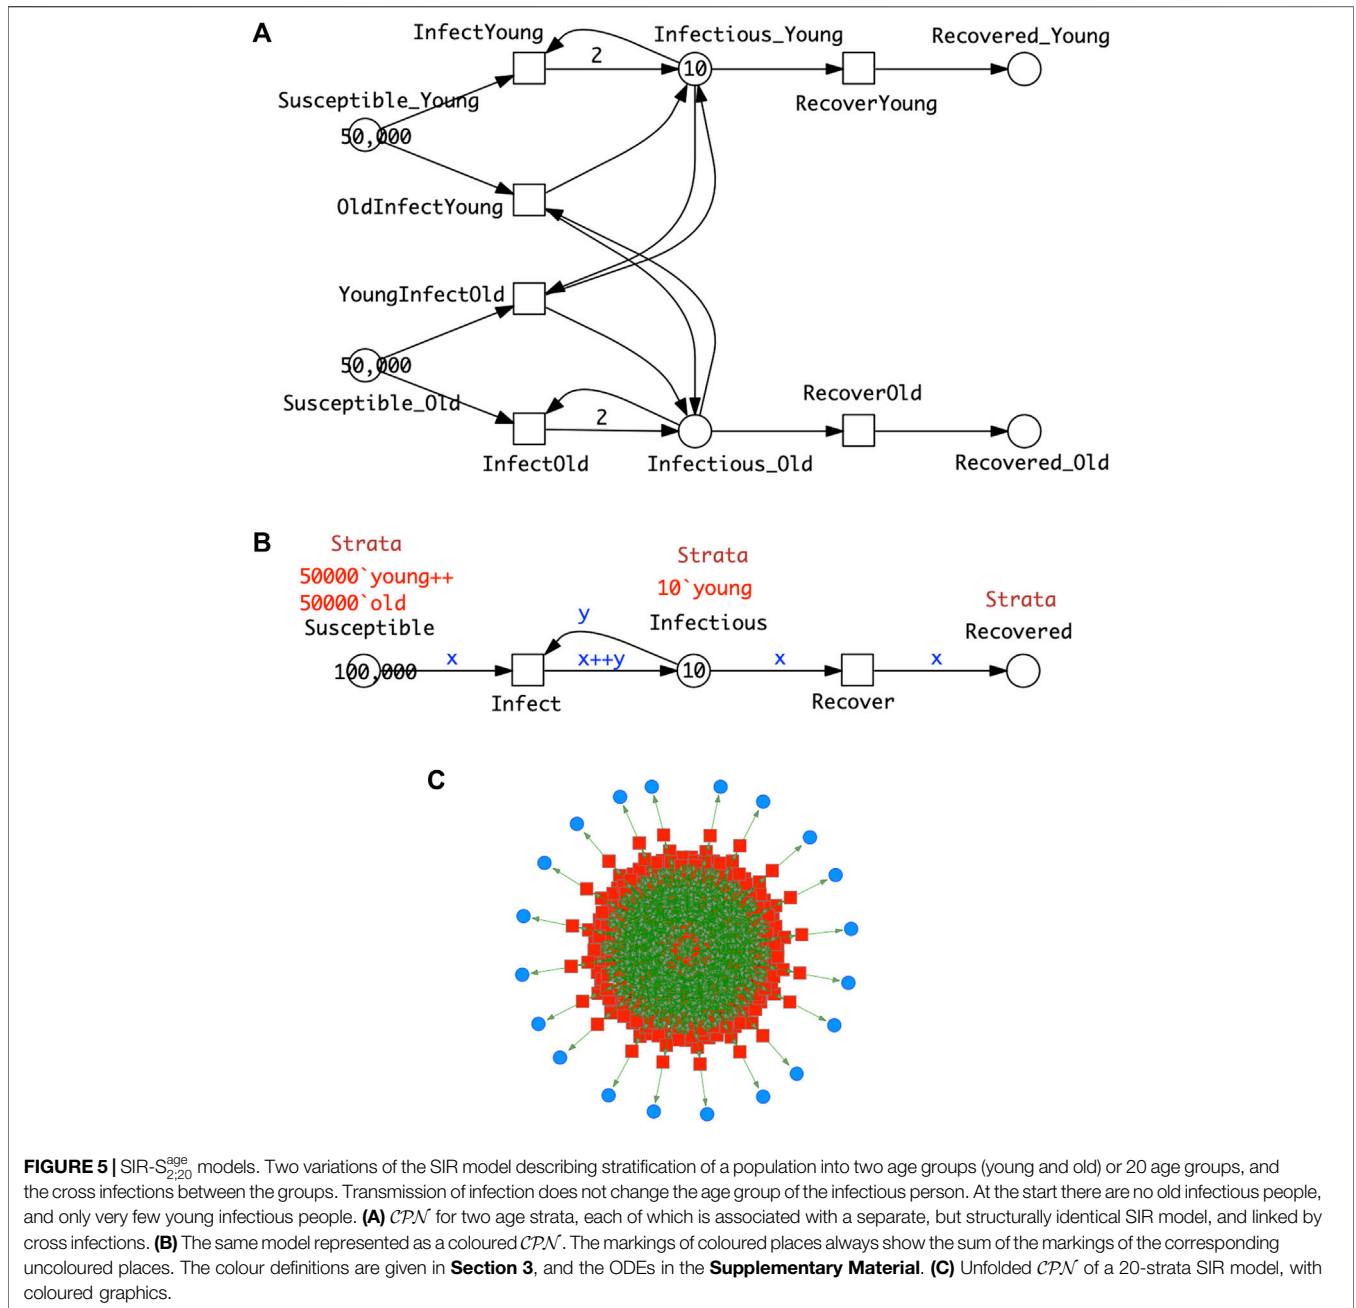 A
InfectYoung
Infectious_Young
Recovered_Young
2
10
Susceptible_Young
RecoverYoung
50,000
OldInfectYoung
YoungInfectOld
50,000
RecoverOld
Susceptible_Old
2
InfectOld
Infectious_Old
Recovered_Old
B
Strata
Strata
50000`young++
10`young
50000`old
Strata
Susceptible
y
Infectious
Recovered
100,000
x
x++y
10
x
x
Infect
Recover
C
FIGURE 5 | SIR-S^age_2;20 models. Two variations of the SIR model describing stratification of a population into two age groups (young and old) or 20 age groups, and
the cross infections between the groups. Transmission of infection does not change the age group of the infectious person. At the start there are no old infectious people,
and only very few young infectious people. (A) CPN for two age strata, each of which is associated with a separate, but structurally identical SIR model, and linked by
cross infections. (B) The same model represented as a coloured CPN. The markings of coloured places always show the sum of the markings of the corresponding
uncoloured places. The colour definitions are given in Section 3, and the ODEs in the Supplementary Material. (C) Unfolded CPN of a 20-strata SIR model, with
coloured graphics.